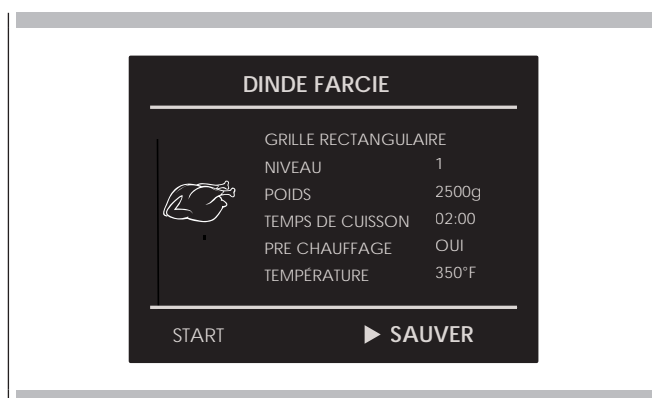 DINDE FARCIE
GRILLE RECTANGULAIRE
NIVEAU 1
POIDS 2500g
TEMPS DE CUISSON 02:00
PRE CHAUFFAGE OUI
TEMPÉRATURE 350°F
START ▶ SAUVER